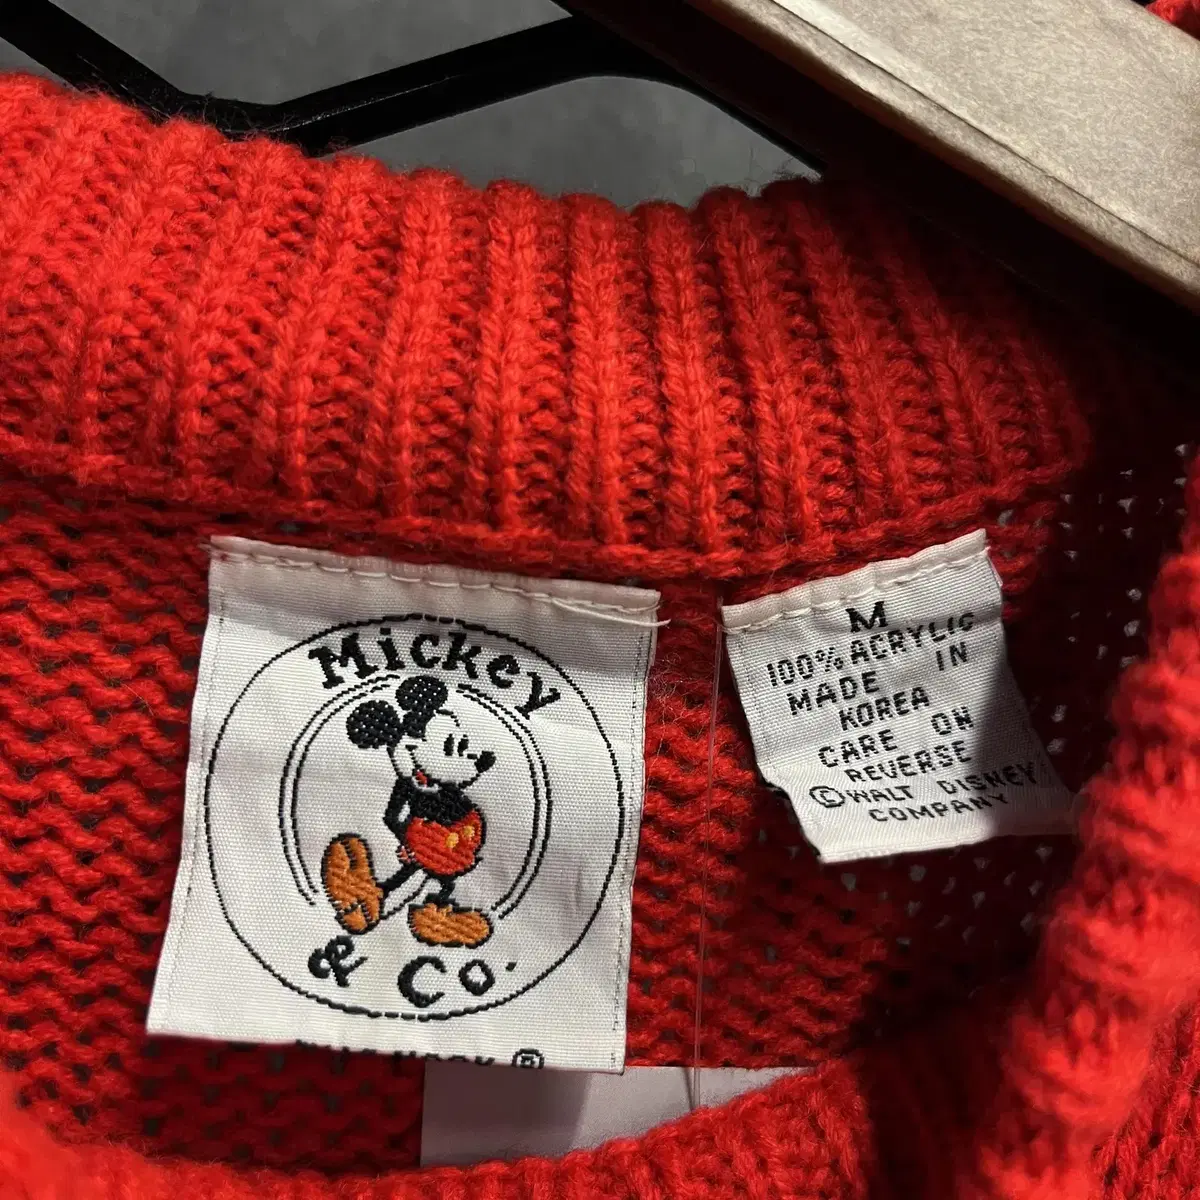 Mickey
& Co.
M
100% ACRYLIC
MADE IN
KOREA
CARE ON
REVERSE
©WALT DISNEY
COMPANY
®